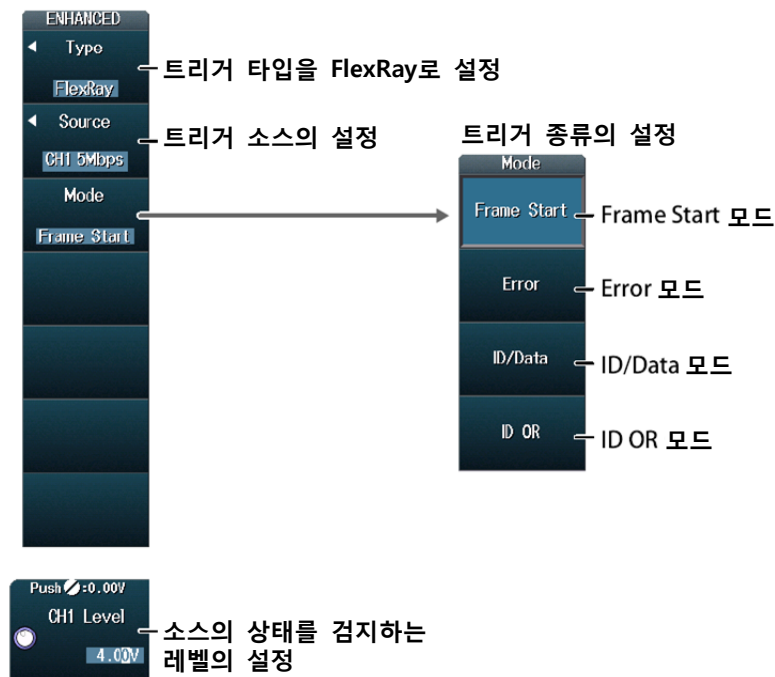 ENHANCED
Type
FlexRay
트리거 타입을 FlexRay로 설정
Source
CH1 5Mbps
트리거 소스의 설정
Mode
Frame Start
트리거 종류의 설정
Mode
Frame Start
Frame Start 모드
Error
Error 모드
ID/Data
ID/Data 모드
ID OR
ID OR 모드
Push :0.00V
CH1 Level
4.00V
소스의 상태를 검지하는
레벨의 설정